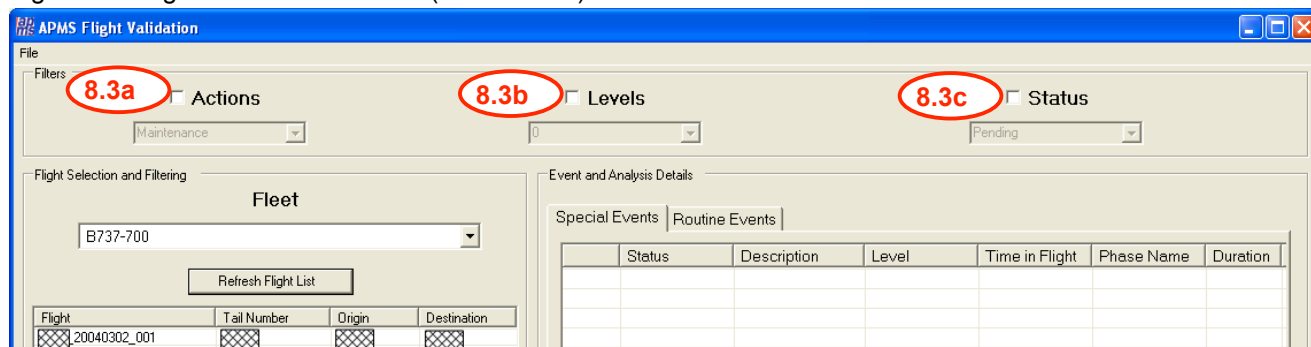 APMS Flight Validation
File
Filters
8.3a Actions
8.3b Levels
8.3c Status
Maintenance
0
Pending
Flight Selection and Filtering
Fleet
B737-700
Refresh Flight List
Flight Tail Number Origin Destination
_20040302_001
Event and Analysis Details
Special Events Routine Events
Status Description Level Time in Flight Phase Name Duration